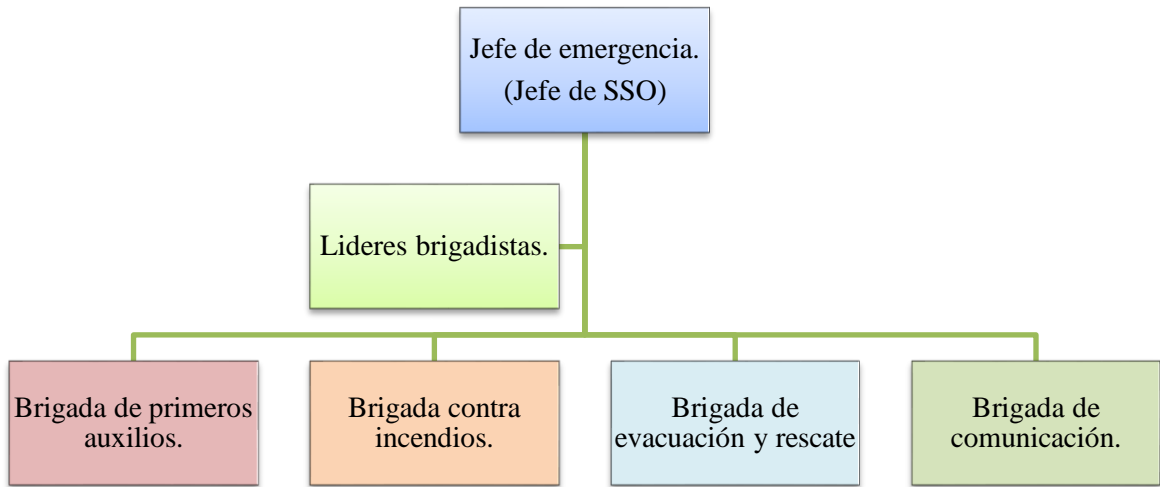 Jefe de emergencia.
(Jefe de SSO)
Lideres brigadistas.
Brigada de primeros
auxilios.
Brigada contra
incendios.
Brigada de
evacuación y rescate
Brigada de
comunicación.